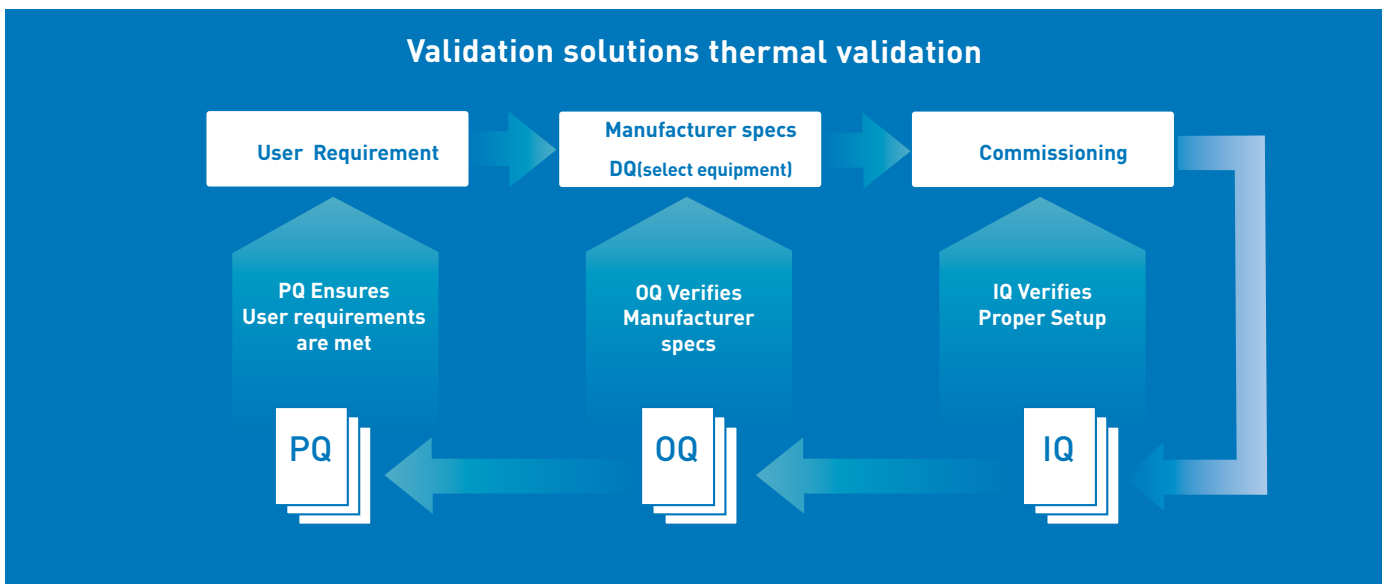 Validation solutions thermal validation
User Requirement
Manufacturer specs
DQ(select equipment)
Commissioning
PQ Ensures
User requirements
are met
OQ Verifies
Manufacturer
specs
IQ Verifies
Proper Setup
PQ
OQ
IQ